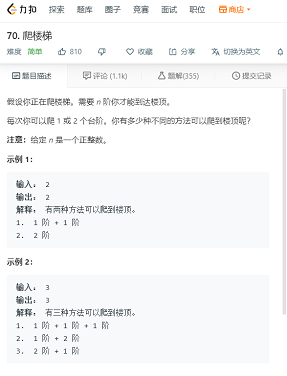 力扣 探索 题库 圈子 竞赛 面试 职位 商店
70. 爬楼梯
难度 简单 810 收藏 分享 切换为英文
题目描述 评论 (1.1k) 题解(355) 提交记录
假设你正在爬楼梯。需要 n 阶你才能到达楼顶。
每次你可以爬 1 或 2 个台阶。你有多少种不同的方法可以爬到楼顶呢？
注意：给定 n 是一个正整数。
示例 1：
输入： 2
输出： 2
解释： 有两种方法可以爬到楼顶。
1. 1 阶 + 1 阶
2. 2 阶
示例 2：
输入： 3
输出： 3
解释： 有三种方法可以爬到楼顶。
1. 1 阶 + 1 阶 + 1 阶
2. 1 阶 + 2 阶
3. 2 阶 + 1 阶